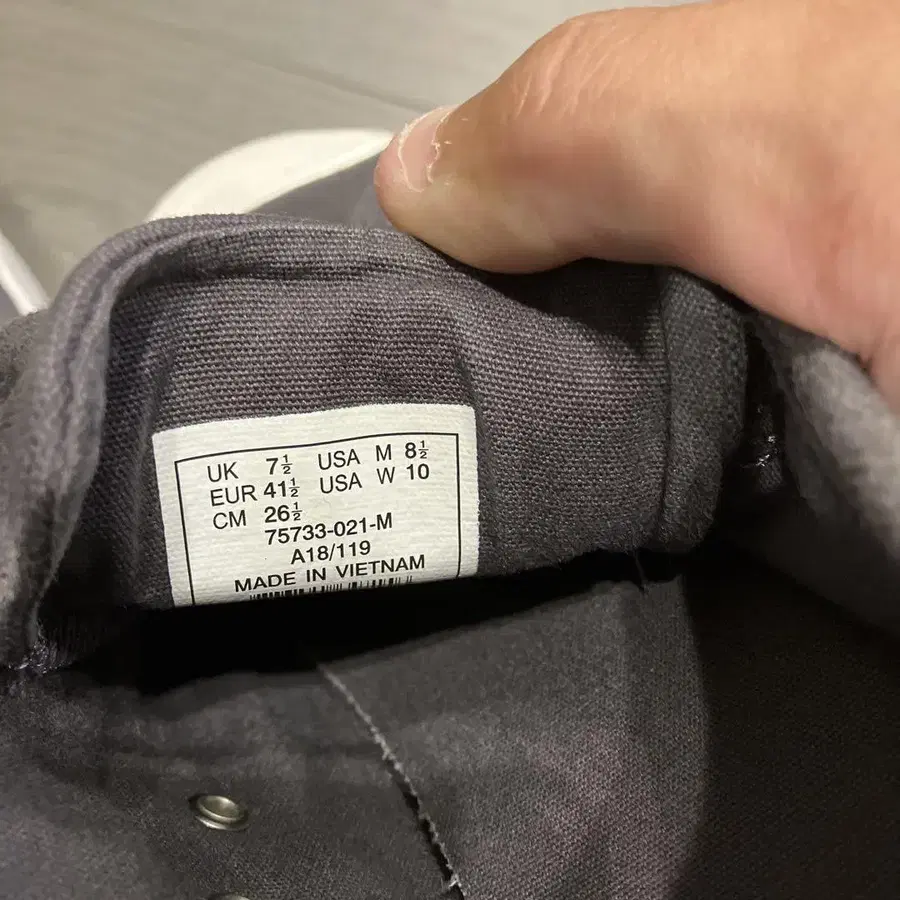 UK 7½ USA M 8½
EUR 41½ USA W 10
CM 26½
75733-021-M
A18/119
MADE IN VIETNAM